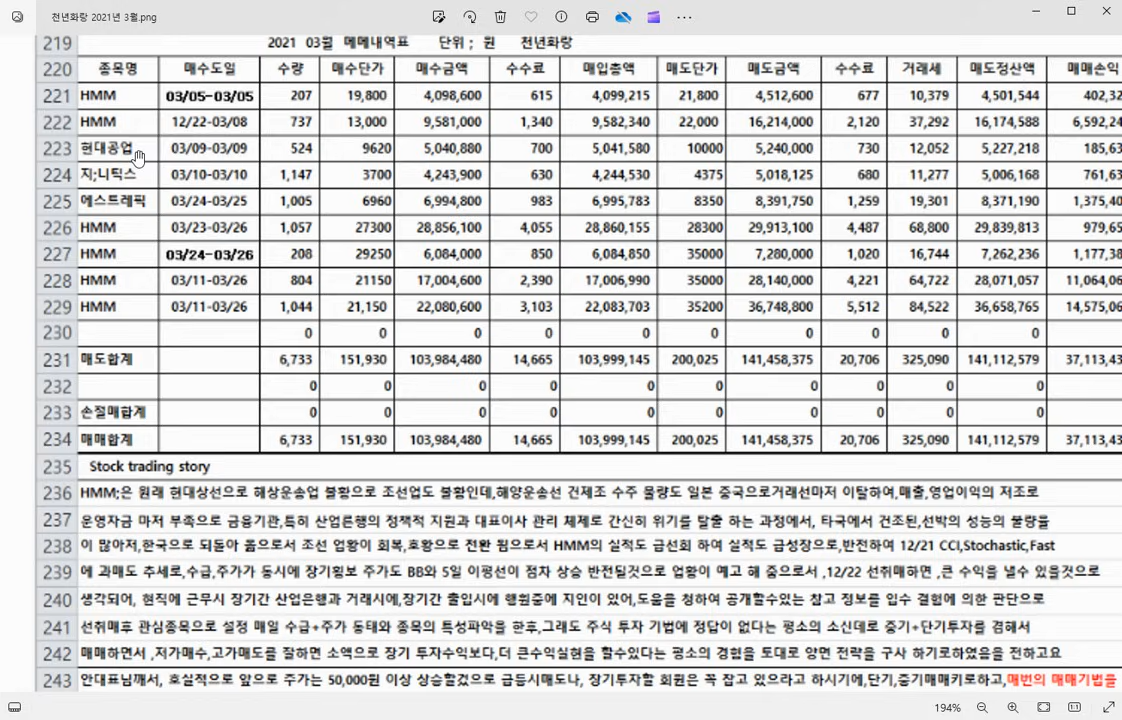 천년화랑 2021년 3월.png
219 2021 03월 메메내역표 단위 ; 원 천년화랑
220 종목명 매수도일 수량 매수단가 매수금액 수수료 매입총액 매도단가 매도금액 수수료 거래세 매도정산액 매매손익
221 HMM 03/05-03/05 207 19,800 4,098,600 615 4,099,215 21,800 4,512,600 677 10,379 4,501,544 402,32
222 HMM 12/22-03/08 737 13,000 9,581,000 1,340 9,582,340 22,000 16,214,000 2,120 37,292 16,174,588 6,592,24
223 현대공업 03/09-03/09 524 9620 5,040,880 700 5,041,580 10000 5,240,000 730 12,052 5,227,218 185,63
224 지;니틱스 03/10-03/10 1,147 3700 4,243,900 630 4,244,530 4375 5,018,125 680 11,277 5,006,168 761,63
225 에스트래픽 03/24-03/25 1,005 6960 6,994,800 983 6,995,783 8350 8,391,750 1,259 19,301 8,371,190 1,375,40
226 HMM 03/23-03/26 1,057 27300 28,856,100 4,055 28,860,155 28300 29,913,100 4,487 68,800 29,839,813 979,65
227 HMM 03/24-03/26 208 29250 6,084,000 850 6,084,850 35000 7,280,000 1,020 16,744 7,262,236 1,177,38
228 HMM 03/11-03/26 804 21150 17,004,600 2,390 17,006,990 35000 28,140,000 4,221 64,722 28,071,057 11,064,06
229 HMM 03/11-03/26 1,044 21,150 22,080,600 3,103 22,083,703 35200 36,748,800 5,512 84,522 36,658,765 14,575,06
230 0 0 0 0 0 0 0 0 0 0
231 매도합계 6,733 151,930 103,984,480 14,665 103,999,145 200,025 141,458,375 20,706 325,090 141,112,579 37,113,43
232 0 0 0 0 0 0 0 0 0 0
233 손절매합계 0 0 0 0 0 0 0 0 0 0
234 매매합계 6,733 151,930 103,984,480 14,665 103,999,145 200,025 141,458,375 20,706 325,090 141,112,579 37,113,43
235 Stock trading story
236 HMM;은 원래 현대상선으로 해상운송업 불황으로 조선업도 불황인데,해양운송선 건제조 수주 물량도 일본 중국으로거래선마저 이탈하여,매출,영업이익의 저조로
237 운영자금 마저 부족으로 금융기관,특히 산업은행의 정책적 지원과 대표이사 관리 체제로 간신히 위기를 탈출 하는 과정에서, 타국에서 건조된,선박의 성능의 불량율
238 이 많아저,한국으로 되돌아 옮으로서 조선 업황이 회복,호황으로 전환 됨으로서 HMM의 실적도 급선회 하여 실적도 급성장으로,반전하여 12/21 CCI,Stochastic,Fast
239 에 과매도 추세로,수급,주가가 동시에 장기횡보 주가도 BB와 5일 이평선이 점차 상승 반전될것으로 업황이 예고 해 줌으로서 ,12/22 선취매하면 ,큰 수익을 낼수 있을것으로
240 생각되어, 현직에 근무시 장기간 산업은행과 거래시에,장기간 출입시에 행원중에 지인이 있어,도움을 청하여 공개할수있는 참고 정보를 입수 결험에 의한 판단으로
241 선취매후 관심종목으로 설정 매일 수급+주가 동태와 종목의 특성파악을 한후,그래도 주식 투자 기법에 정답이 없다는 평소의 소신데로 중기+단기투자를 겸해서
242 매매하면서 ,저가매수,고가매도를 잘하면 소액으로 장기 투자수익보다,더 큰수익실현을 할수있다는 평소의 경험을 토대로 양면 전략을 구사 하기로하였음을 전하고요
243 안대표님깨서, 호실적으로 앞으로 주가는 50,000원 이상 상승할겄으로 급등시매도나, 장기투자할 회원은 꼭 잡고 있으라고 하시기에,단기,중기매매키로하고,매번의 매매기법을
194%